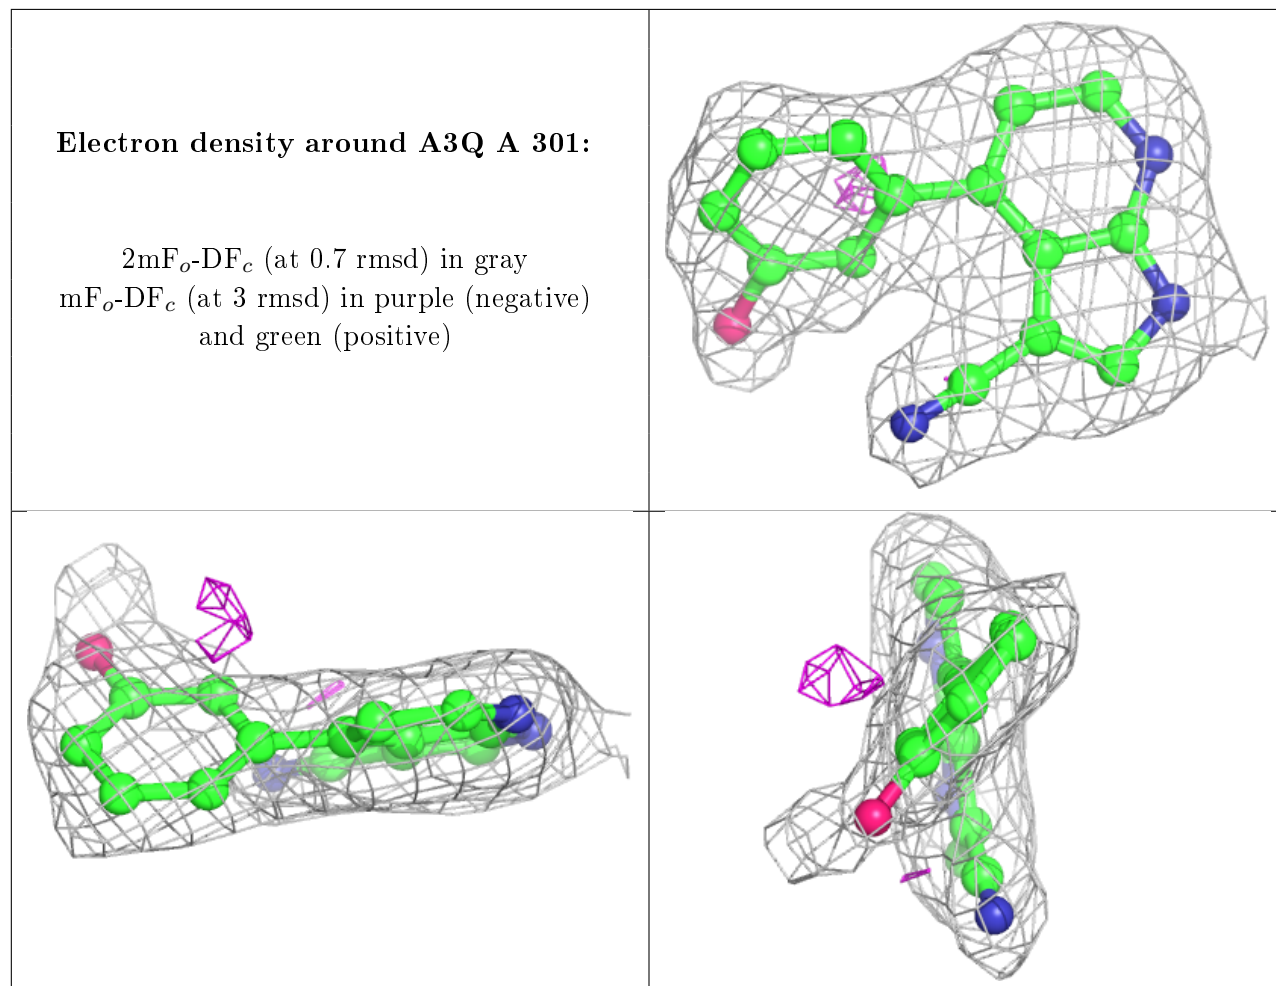 Electron density around A3Q A 301:
2mFo-DFc (at 0.7 rmsd) in gray
mFo-DFc (at 3 rmsd) in purple (negative)
and green (positive)